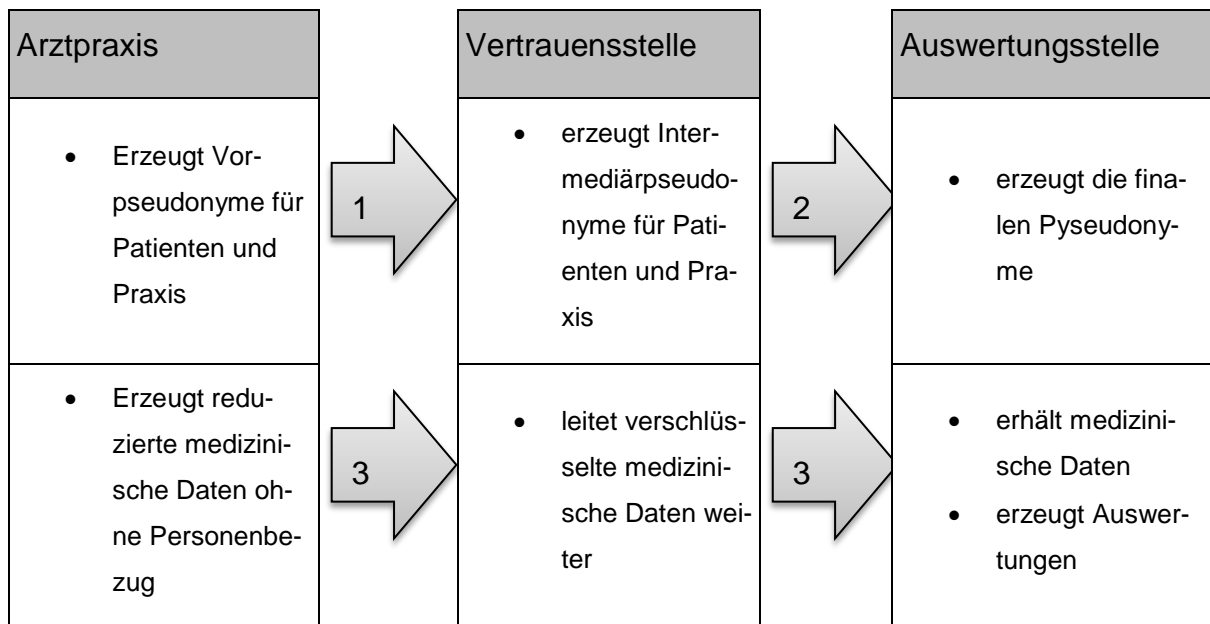 Arztpraxis
Vertrauensstelle
Auswertungsstelle
• Erzeugt Vor-
pseudonyme für
Patienten und
Praxis
1
• erzeugt Inter-
mediärpseudo-
nyme für Pati-
enten und Pra-
xis
2
• erzeugt die fina-
len Pyseudony-
me
• Erzeugt redu-
zierte medizini-
sche Daten oh-
ne Personenbe-
zug
3
• leitet verschlüs-
selte medizini-
sche Daten wei-
ter
3
• erhält medizini-
sche Daten
• erzeugt Auswer-
tungen